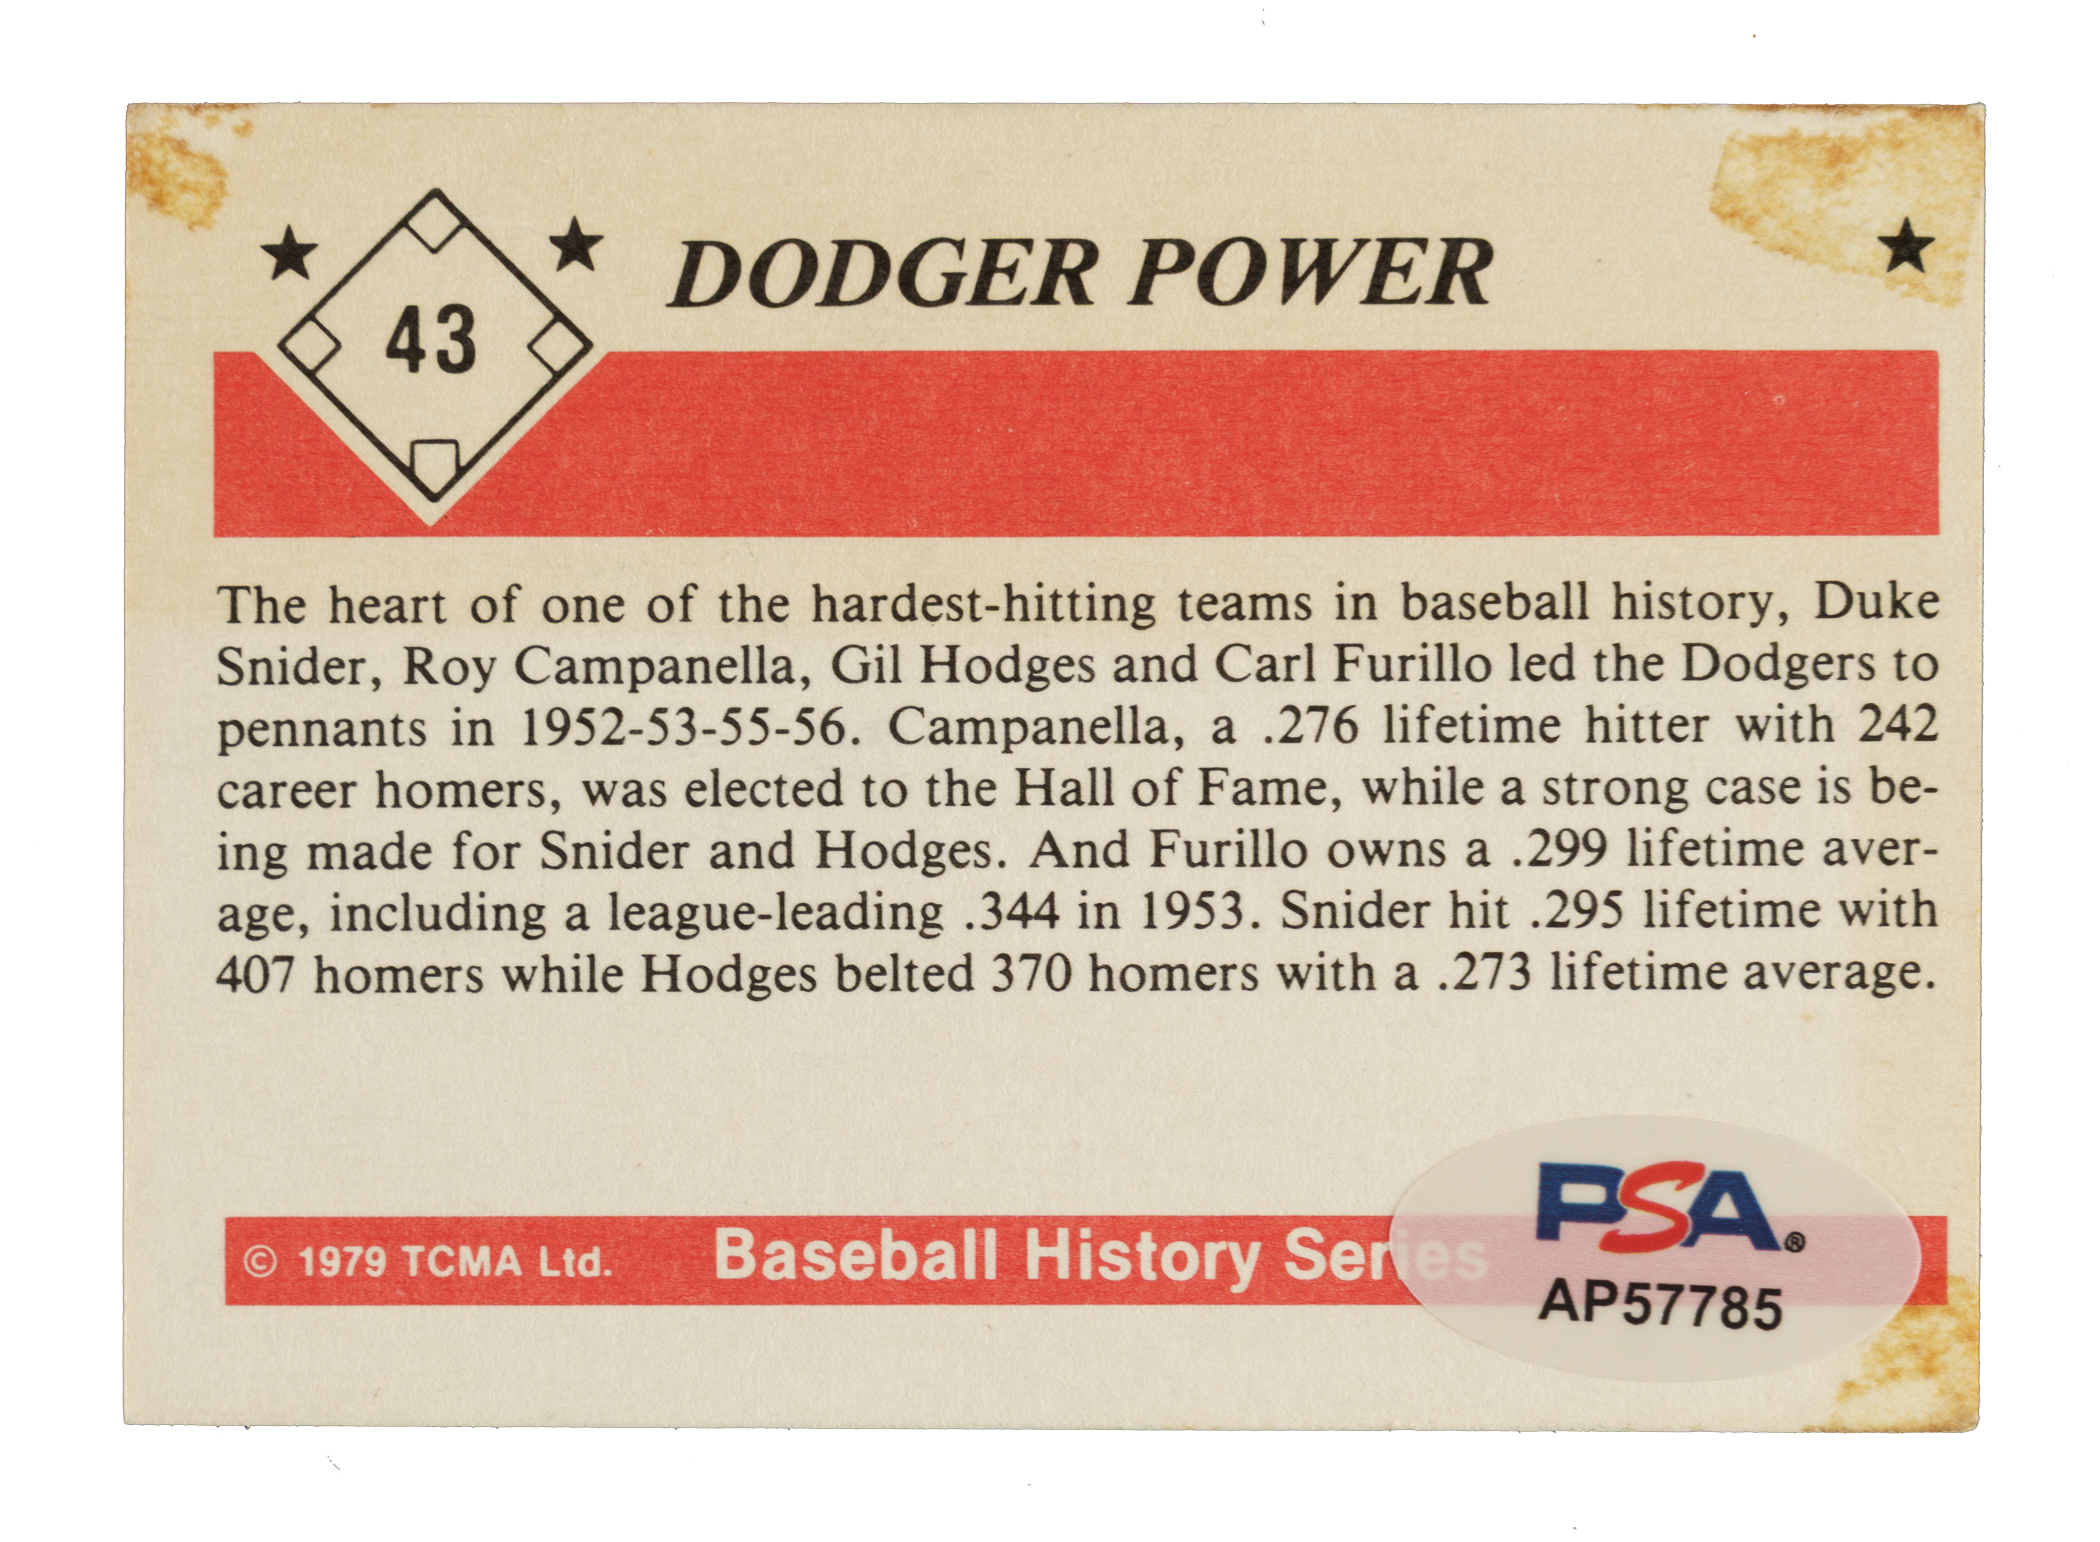 DODGER POWER
43
The heart of one of the hardest-hitting teams in baseball history, Duke
Snider, Roy Campanella, Gil Hodges and Carl Furillo led the Dodgers to
pennants in 1952-53-55-56. Campanella, a .276 lifetime hitter with 242
career homers, was elected to the Hall of Fame, while a strong case is be-
ing made for Snider and Hodges. And Furillo owns a .299 lifetime aver-
age, including a league-leading .344 in 1953. Snider hit .295 lifetime with
407 homers while Hodges belted 370 homers with a .273 lifetime average.
© 1979 TCMA Ltd. Baseball History Series
PSA®
AP57785